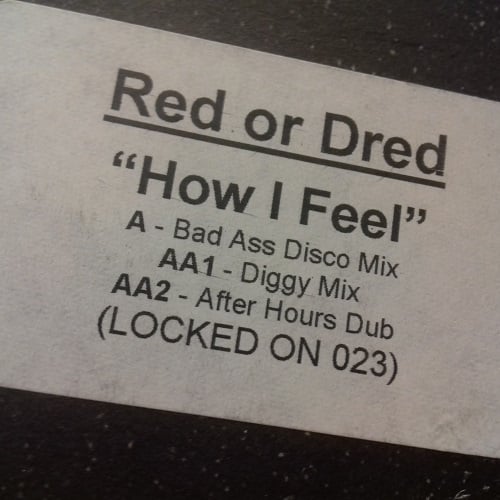 Red or Dred
“How I Feel”
A - Bad Ass Disco Mix
AA1 - Diggy Mix
AA2 - After Hours Dub
(LOCKED ON 023)